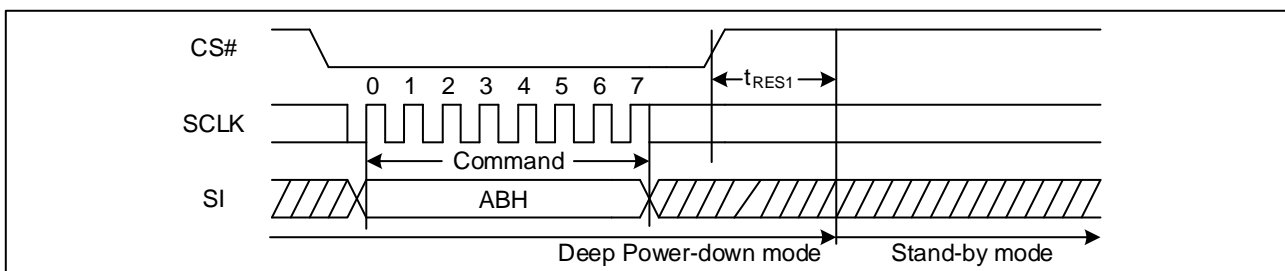 CS#
tRES1
0 1 2 3 4 5 6 7
SCLK
Command
SI
ABH
Deep Power-down mode Stand-by mode